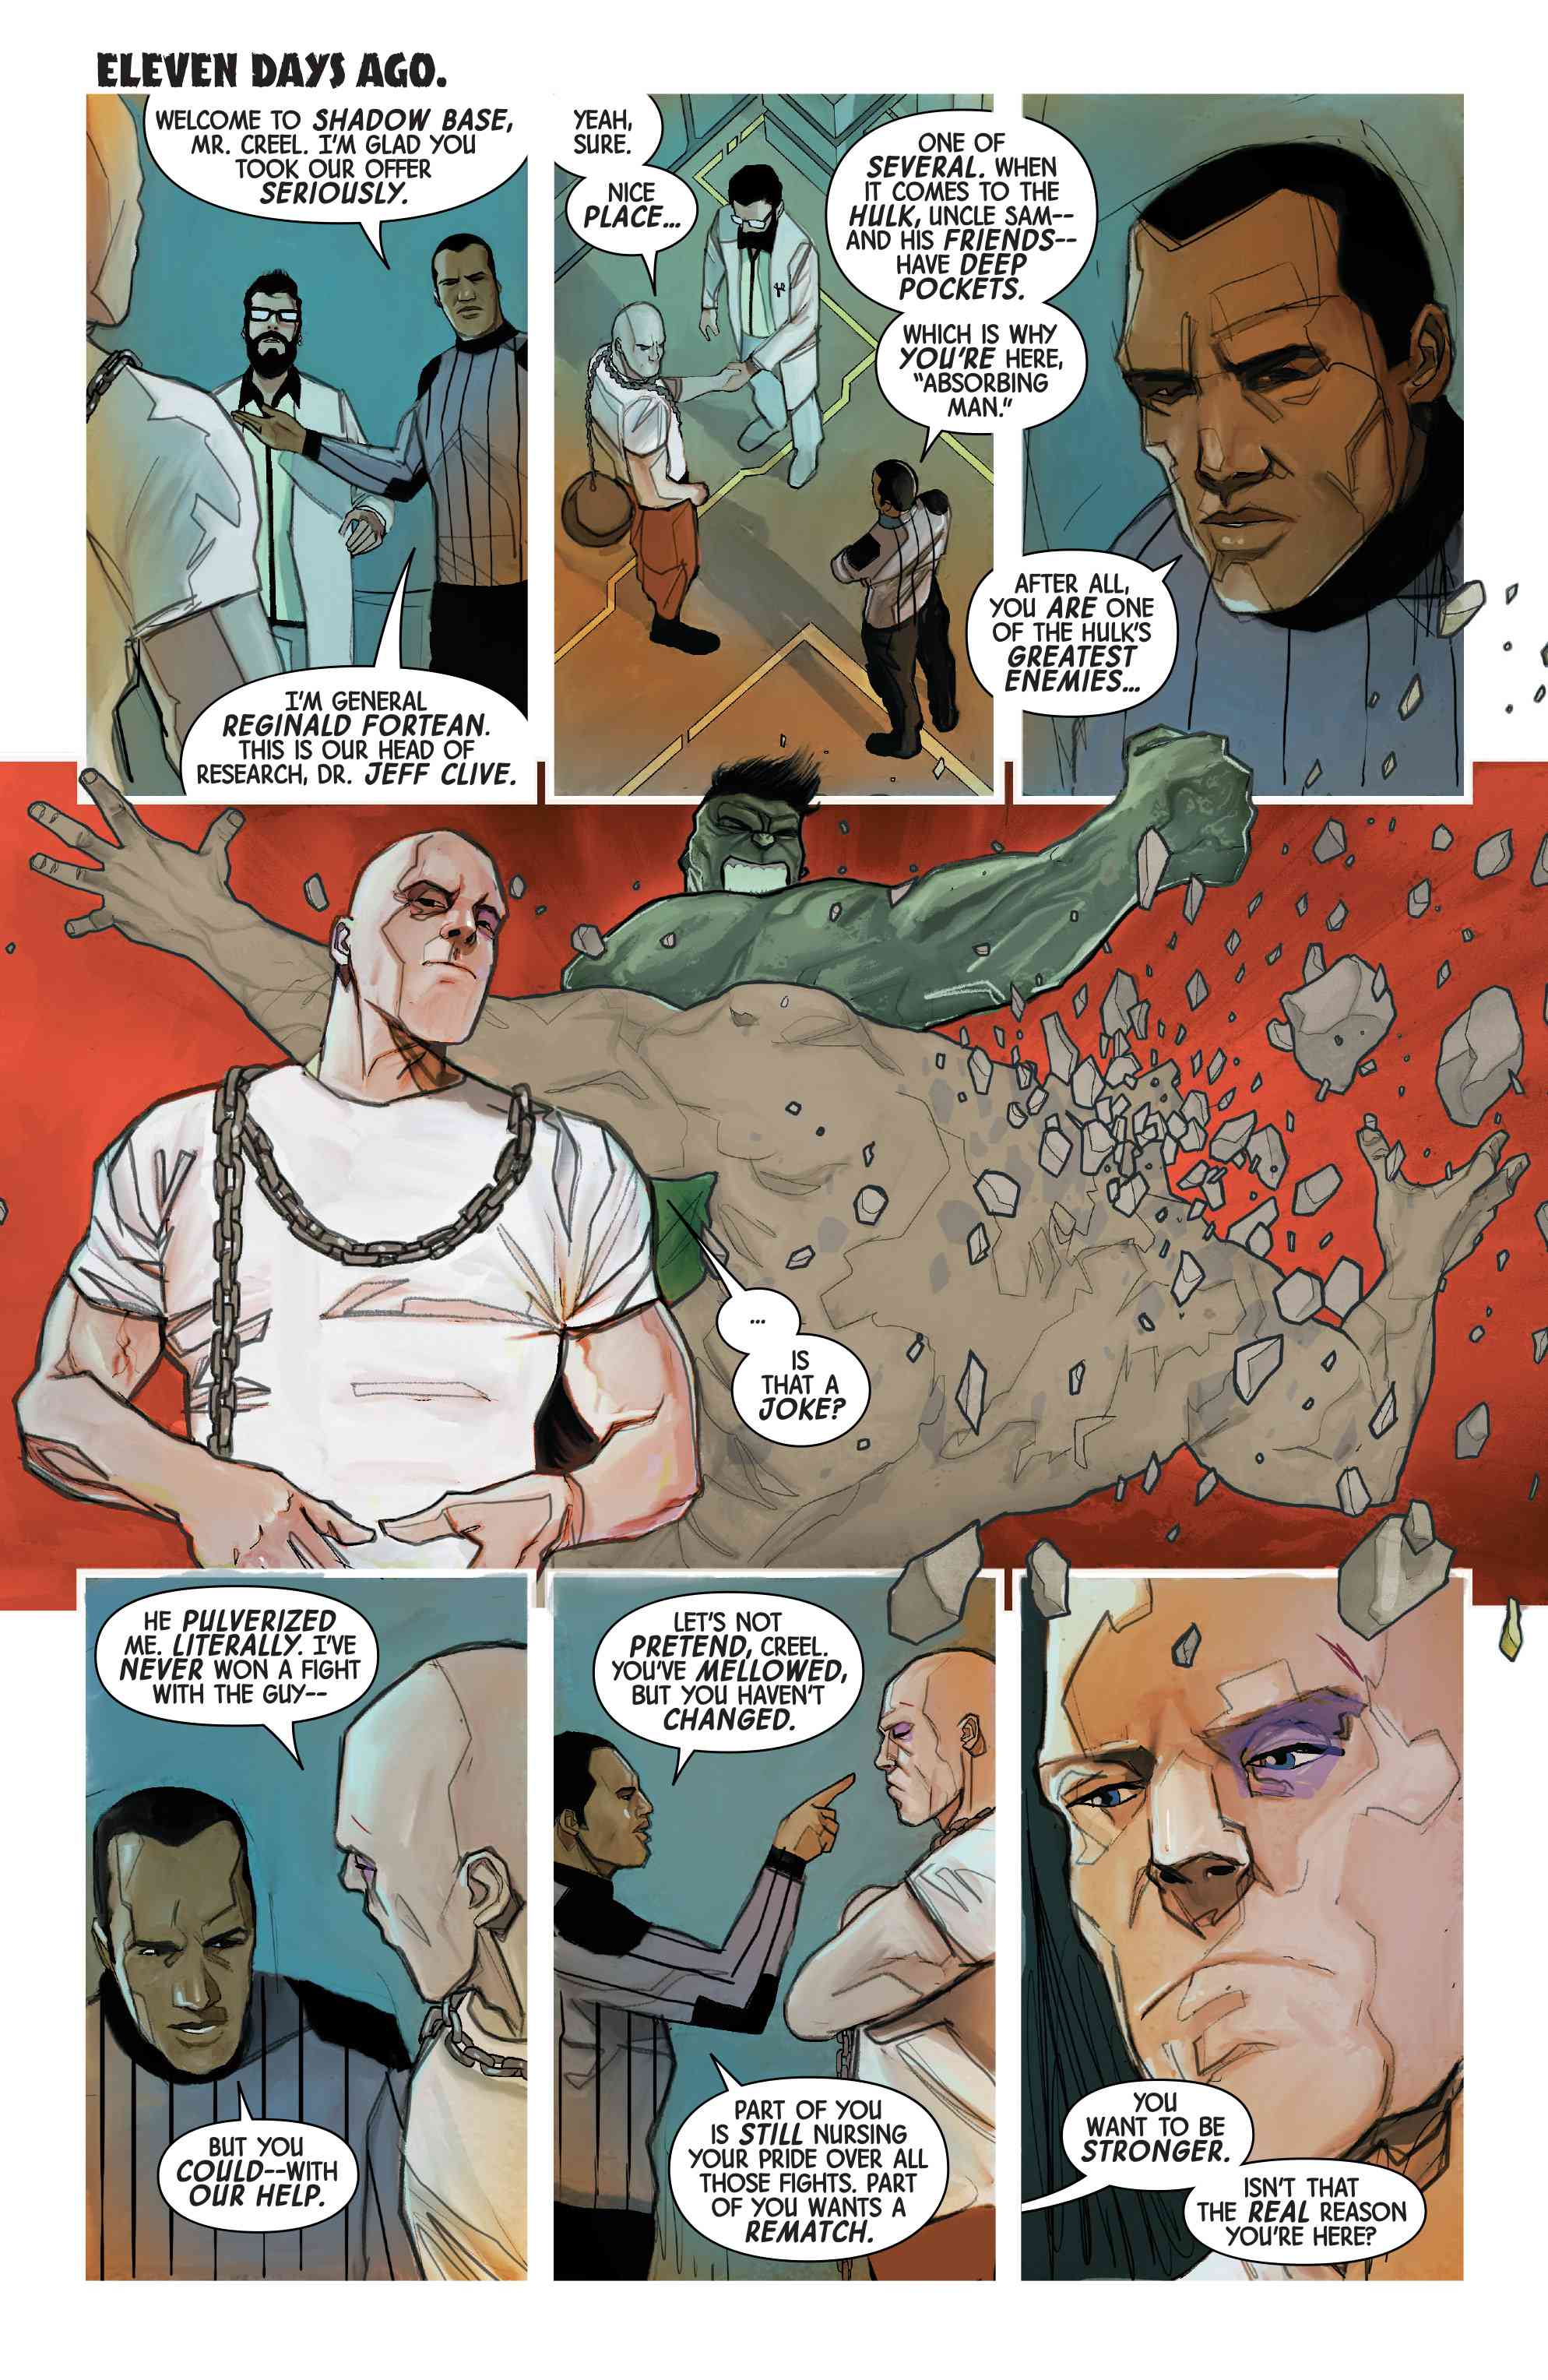 ELEVEN DAYS AGO.
WELCOME TO SHADOW BASE,
MR. CREEL. I'M GLAD YOU
TOOK OUR OFFER
SERIOUSLY.
I'M GENERAL
REGINALD FORTEAN.
THIS IS OUR HEAD OF
RESEARCH, DR. JEFF CLIVE.
YEAH,
SURE.
NICE
PLACE...
ONE OF
SEVERAL. WHEN
IT COMES TO THE
HULK, UNCLE SAM--
AND HIS FRIENDS--
HAVE DEEP
POCKETS.
WHICH IS WHY
YOU'RE HERE,
"ABSORBING
MAN."
AFTER ALL,
YOU ARE ONE
OF THE HULK'S
GREATEST
ENEMIES...
...
IS
THAT A
JOKE?
HE PULVERIZED
ME. LITERALLY. I'VE
NEVER WON A FIGHT
WITH THE GUY--
BUT YOU
COULD--WITH
OUR HELP.
LET'S NOT
PRETEND, CREEL.
YOU'VE MELLOWED,
BUT YOU HAVEN'T
CHANGED.
PART OF YOU
IS STILL NURSING
YOUR PRIDE OVER ALL
THOSE FIGHTS. PART
OF YOU WANTS A
REMATCH.
YOU
WANT TO BE
STRONGER.
ISN'T THAT
THE REAL REASON
YOU'RE HERE?